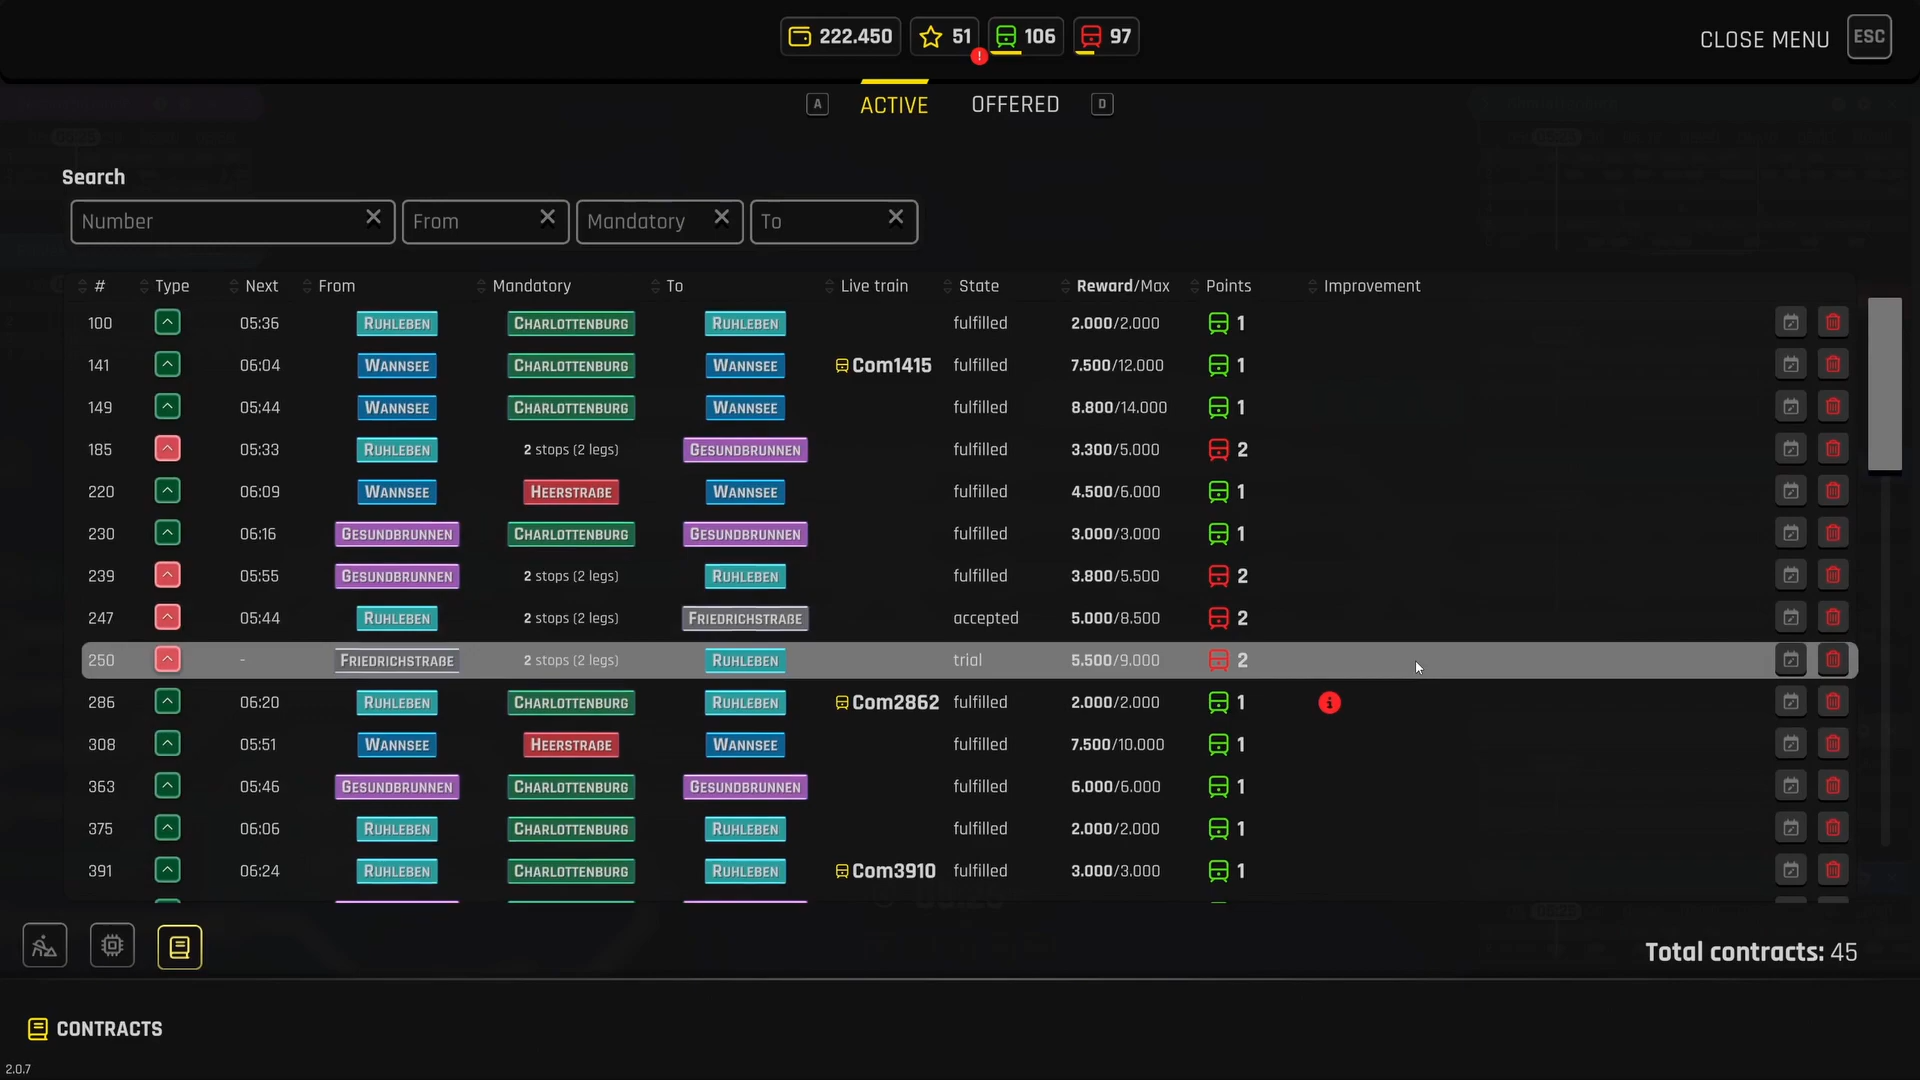 222.450 51 106 97
CLOSE MENU ESC
A ACTIVE OFFERED D
Search
Number From Mandatory To
# Type Next From Mandatory To Live train State Reward/Max Points Improvement
100 05:36 RUHLEBEN CHARLOTTENBURG RUHLEBEN fulfilled 2.000/2.000 1
141 06:04 WANNSEE CHARLOTTENBURG WANNSEE Com1415 fulfilled 7.500/12.000 1
149 05:44 WANNSEE CHARLOTTENBURG WANNSEE fulfilled 8.800/14.000 1
185 05:33 RUHLEBEN 2 stops (2 legs) GESUNDBRUNNEN fulfilled 3.300/5.000 2
220 06:09 WANNSEE HEERSTRAßE WANNSEE fulfilled 4.500/6.000 1
230 06:16 GESUNDBRUNNEN CHARLOTTENBURG GESUNDBRUNNEN fulfilled 3.000/3.000 1
239 05:55 GESUNDBRUNNEN 2 stops (2 legs) RUHLEBEN fulfilled 3.800/5.500 2
247 05:44 RUHLEBEN 2 stops (2 legs) FRIEDRICHSTRAßE accepted 5.000/8.500 2
250 - FRIEDRICHSTRAßE 2 stops (2 legs) RUHLEBEN trial 5.500/9.000 2
286 06:20 RUHLEBEN CHARLOTTENBURG RUHLEBEN Com2862 fulfilled 2.000/2.000 1
308 05:51 WANNSEE HEERSTRAßE WANNSEE fulfilled 7.500/10.000 1
363 05:46 GESUNDBRUNNEN CHARLOTTENBURG GESUNDBRUNNEN fulfilled 6.000/6.000 1
375 06:06 RUHLEBEN CHARLOTTENBURG RUHLEBEN fulfilled 2.000/2.000 1
391 06:24 RUHLEBEN CHARLOTTENBURG RUHLEBEN Com3910 fulfilled 3.000/3.000 1
Total contracts: 45
CONTRACTS
2.0.7